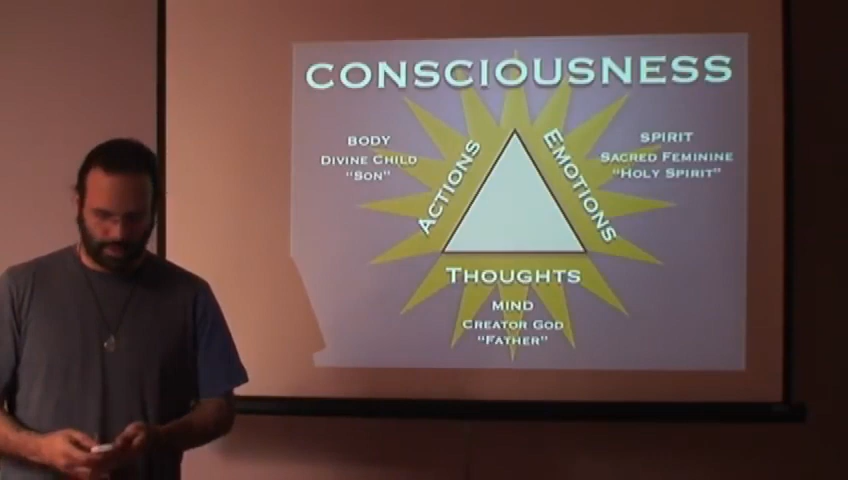 CONSCIOUSNESS
BODY
DIVINE CHILD
"SON"
ACTIONS
EMOTIONS
SPIRIT
SACRED FEMININE
"HOLY SPIRIT"
THOUGHTS
MIND
CREATOR GOD
"FATHER"